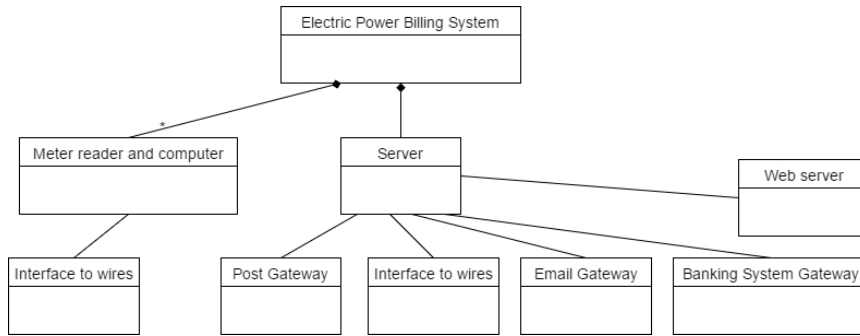 Electric Power Billing System
*
Meter reader and computer
Server
Web server
Interface to wires
Post Gateway
Interface to wires
Email Gateway
Banking System Gateway